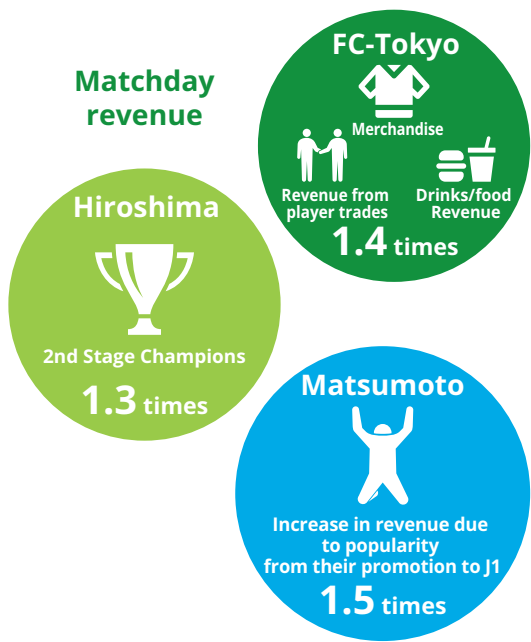 Matchday
revenue
FC-Tokyo
Merchandise
Revenue from
player trades
Drinks/food
Revenue
1.4 times
Hiroshima
2nd Stage Champions
1.3 times
Matsumoto
Increase in revenue due
to popularity
from their promotion to J1
1.5 times